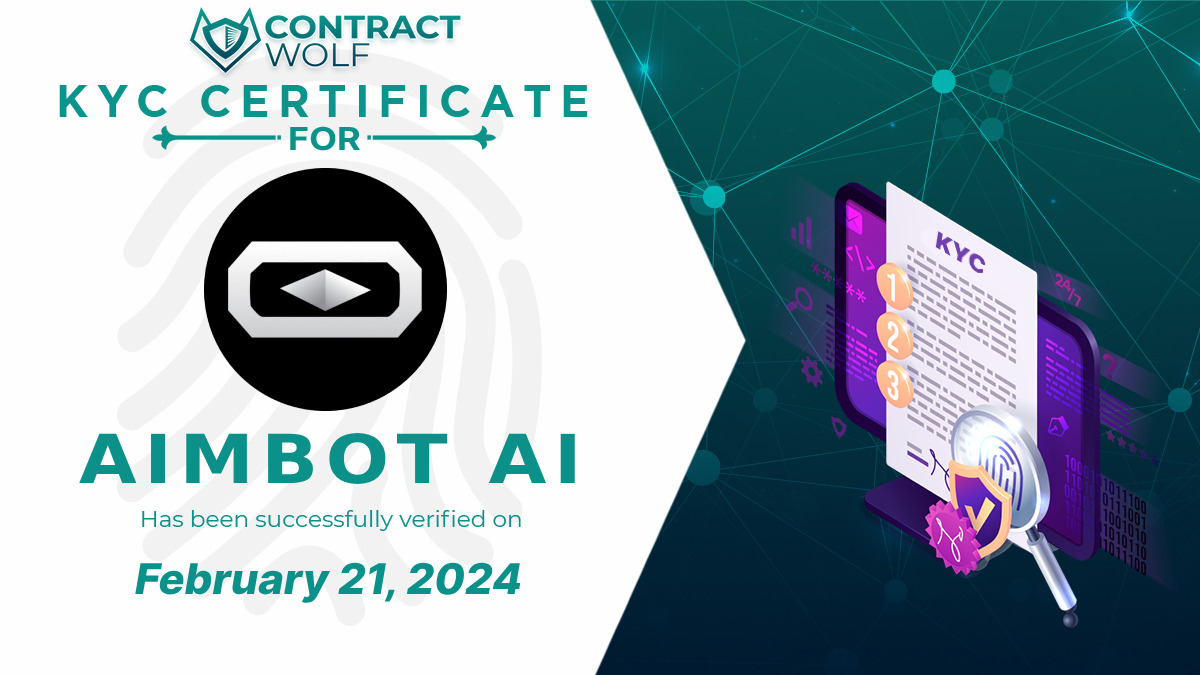 CONTRACT
WOLF
KYC CERTIFICATE
FOR
AIMBOT AI
Has been successfully verified on
February 21, 2024
KYC
1
2
3
24/7